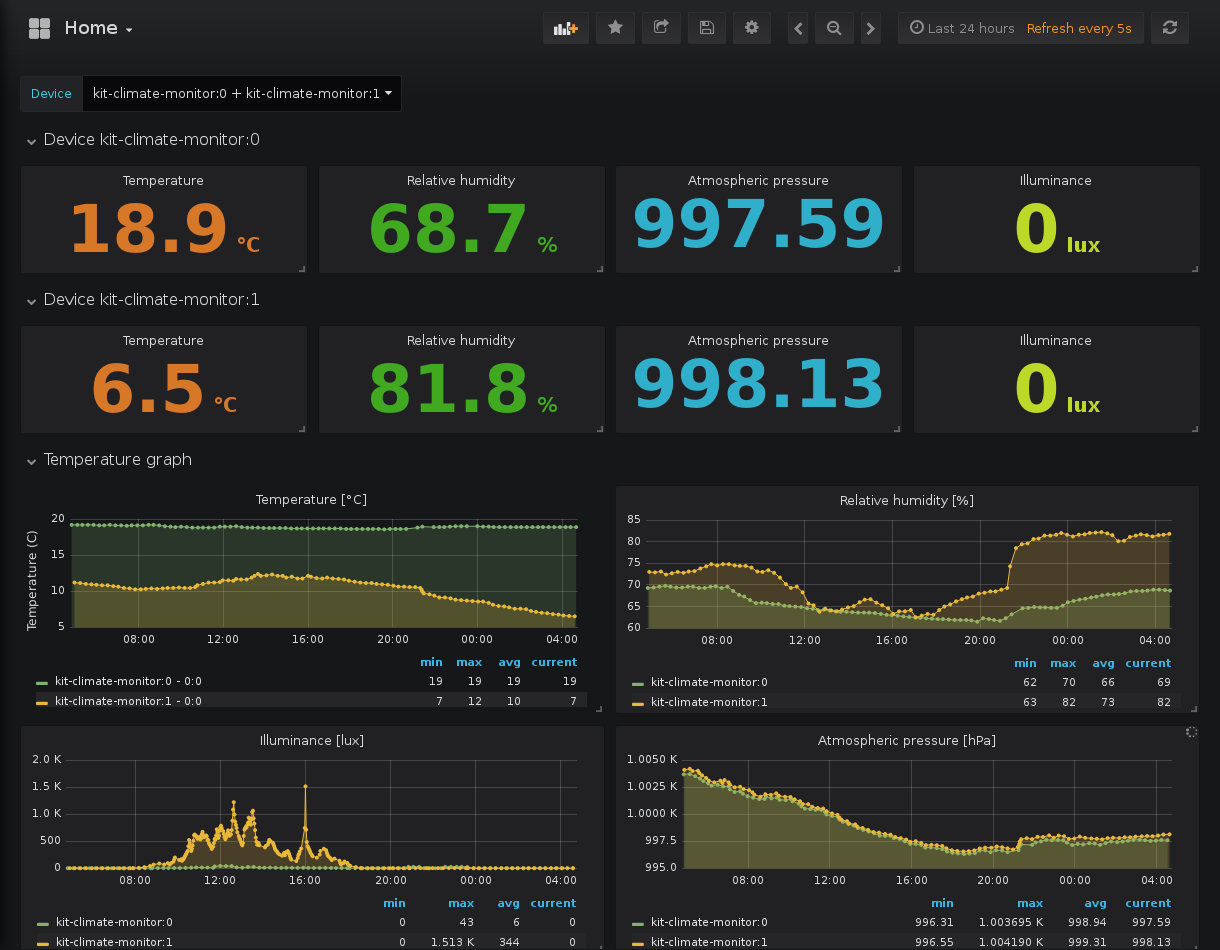 Home
Last 24 hours Refresh every 5s
Device kit-climate-monitor:0 + kit-climate-monitor:1
Device kit-climate-monitor:0
Temperature Relative humidity Atmospheric pressure Illuminance
18.9 °C 68.7 % 997.59 0 lux
Device kit-climate-monitor:1
Temperature Relative humidity Atmospheric pressure Illuminance
6.5 °C 81.8 % 998.13 0 lux
Temperature graph
Temperature [°C]
Temperature (C)
20
15
10
5
08:00 12:00 16:00 20:00 00:00 04:00
min max avg current
kit-climate-monitor:0 - 0:0 19 19 19 19
kit-climate-monitor:1 - 0:0 7 12 10 7
Relative humidity [%]
85
80
75
70
65
60
08:00 12:00 16:00 20:00 00:00 04:00
min max avg current
kit-climate-monitor:0 62 70 66 69
kit-climate-monitor:1 63 82 73 82
Illuminance [lux]
2.0 K
1.5 K
1.0 K
500
0
08:00 12:00 16:00 20:00 00:00 04:00
min max avg current
kit-climate-monitor:0 0 43 6 0
kit-climate-monitor:1 0 1.513 K 344 0
Atmospheric pressure [hPa]
1.0050 K
1.0025 K
1.0000 K
997.5
995.0
08:00 12:00 16:00 20:00 00:00 04:00
min max avg current
kit-climate-monitor:0 996.31 1.003695 K 998.94 997.59
kit-climate-monitor:1 996.55 1.004190 K 999.31 998.13